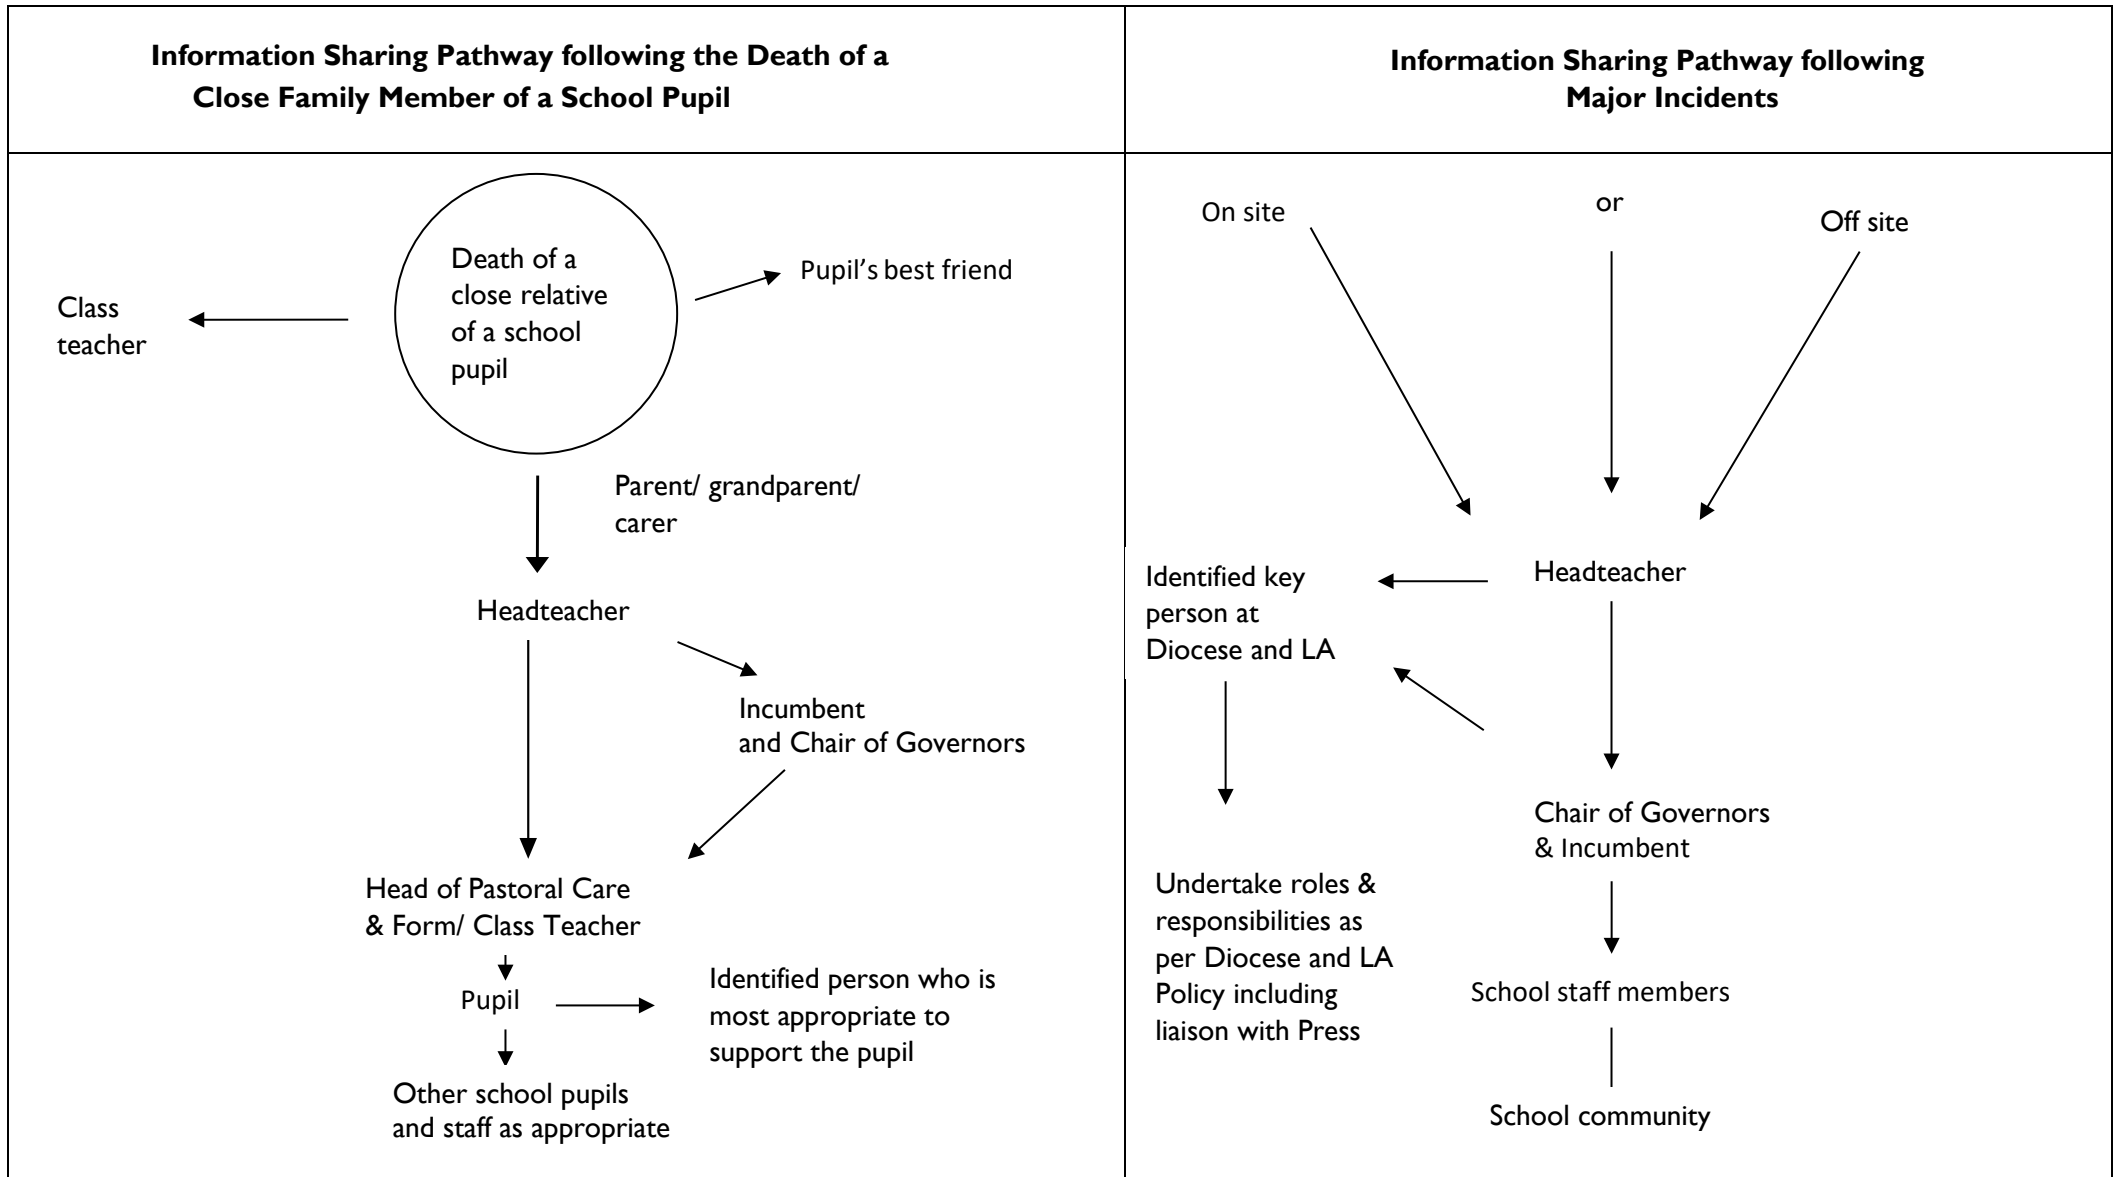 Information Sharing Pathway following the Death of a
Close Family Member of a School Pupil
Death of a
close relative
of a school
pupil
Pupil's best friend
Class
teacher
Parent/ grandparent/
carer
Headteacher
Incumbent
and Chair of Governors
Head of Pastoral Care
& Form/ Class Teacher
Pupil
Identified person who is
most appropriate to
support the pupil
Other school pupils
and staff as appropriate
Information Sharing Pathway following
Major Incidents
On site
or
Off site
Headteacher
Identified key
person at
Diocese and LA
Chair of Governors
& Incumbent
Undertake roles &
responsibilities as
per Diocese and LA
Policy including
liaison with Press
School staff members
School community